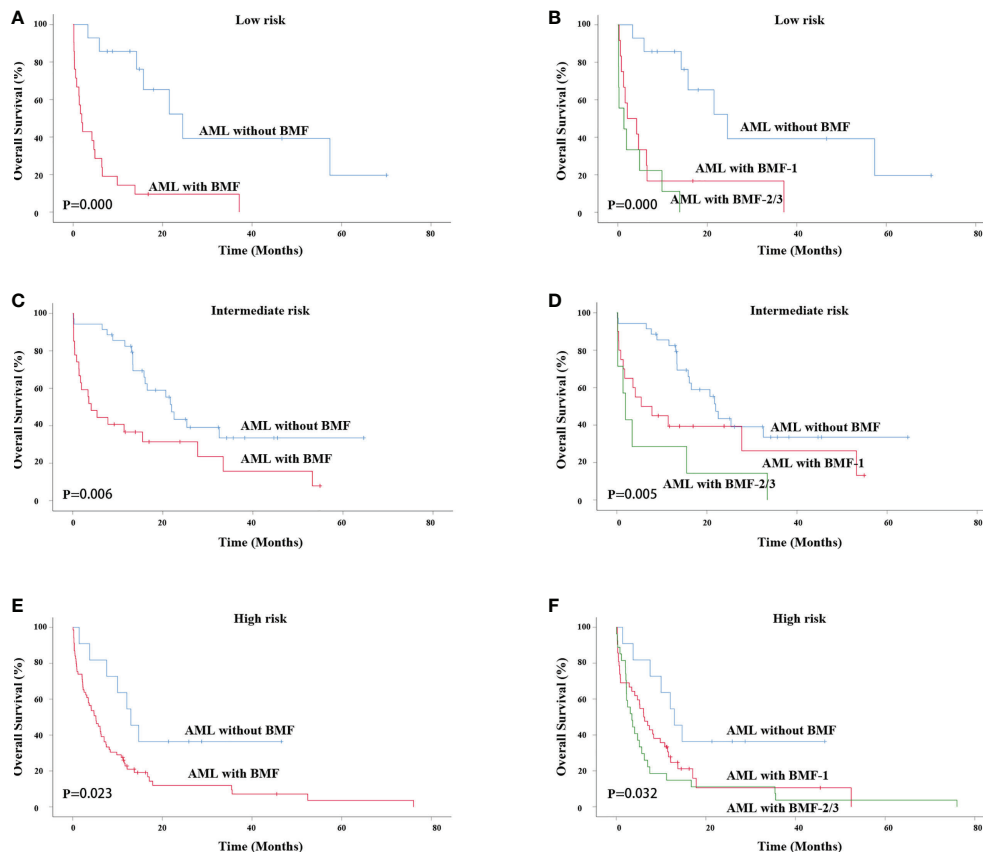 A
Low risk
100
80
60
40
20
0
Overall Survival (%)
AML without BMF
AML with BMF
P=0.000
0 20 40 60 80
Time (Months)
B
Low risk
100
80
60
40
20
0
Overall Survival (%)
AML without BMF
AML with BMF-1
AML with BMF-2/3
P=0.000
0 20 40 60 80
Time (Months)
C
Intermediate risk
100
80
60
40
20
0
Overall Survival (%)
AML without BMF
AML with BMF
P=0.006
0 20 40 60 80
Time (Months)
D
Intermediate risk
100
80
60
40
20
0
Overall Survival (%)
AML without BMF
AML with BMF-1
AML with BMF-2/3
P=0.005
0 20 40 60 80
Time (Months)
E
High risk
100
80
60
40
20
0
Overall Survival (%)
AML without BMF
AML with BMF
P=0.023
0 20 40 60 80
Time (Months)
F
High risk
100
80
60
40
20
0
Overall Survival (%)
AML without BMF
AML with BMF-1
P=0.032
AML with BMF-2/3
0 20 40 60 80
Time (Months)